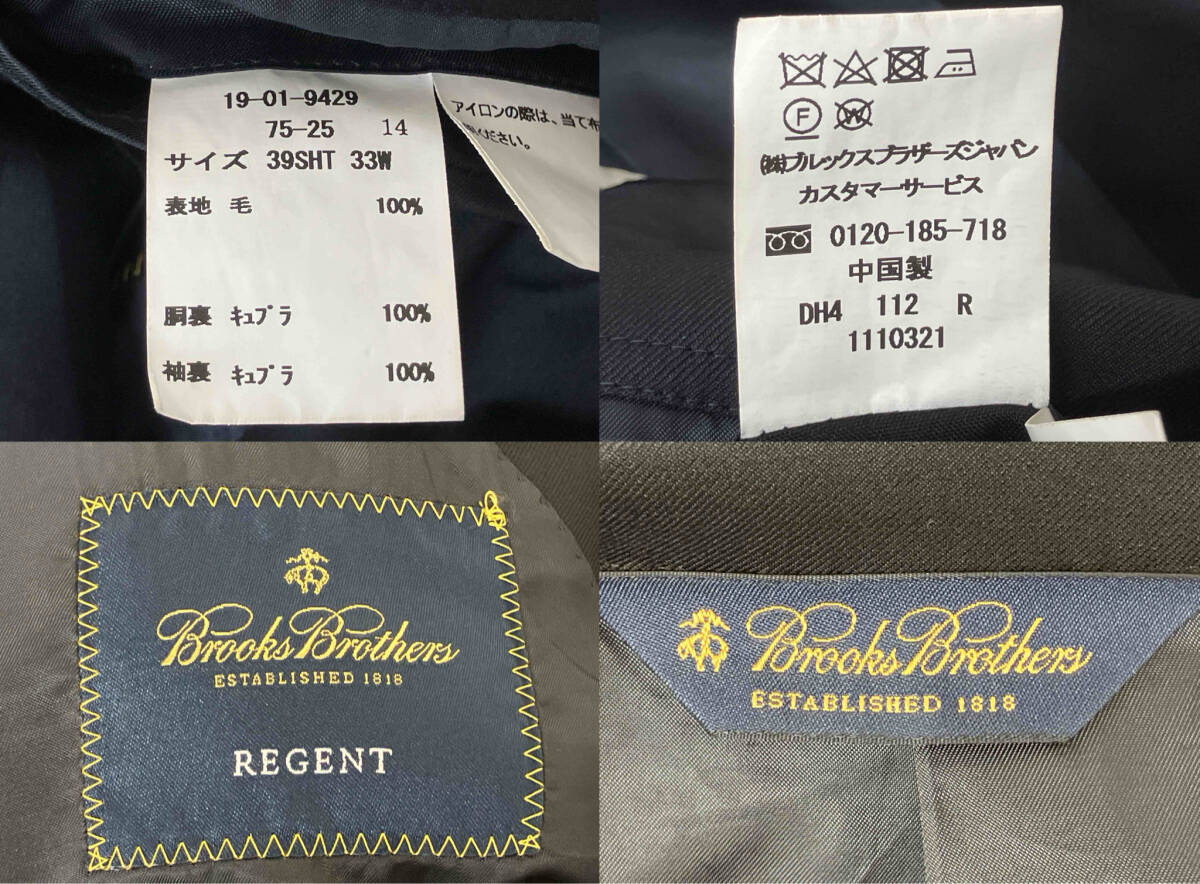 19-01-9429
75-25 14
サイズ 39SHT 33W
表地 毛 100%
胴裏 キュプラ 100%
袖裏 キュプラ 100%
アイロンの際は、当て布
ください。
F
W
㈱ブルックスブラザーズジャパン
カスタマーサービス
0120-185-718
中国製
DH4 112 R
1110321
Brooks Brothers
ESTABLISHED 1818
REGENT
Brooks Brothers
ESTABLISHED 1818